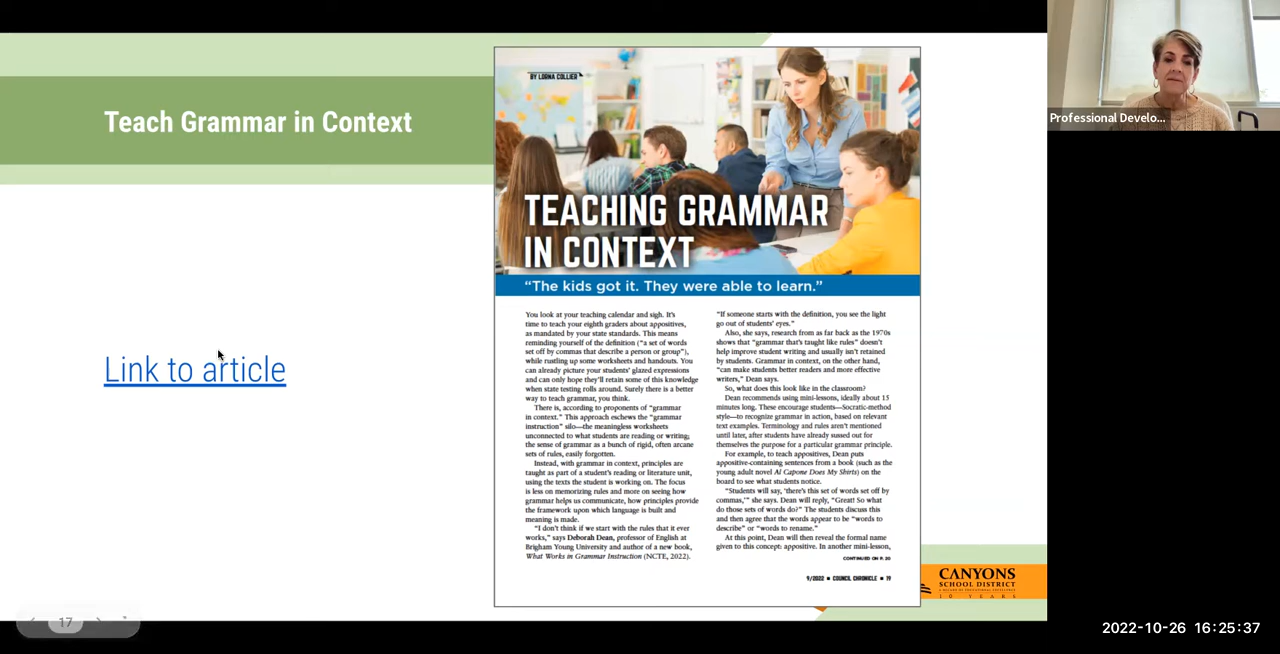 Teach Grammar in Context
Link to article
BY LORNA COLLIER
TEACHING GRAMMAR
IN CONTEXT
“The kids got it. They were able to learn.”
You look at your teaching calendar and sigh. It's
time to teach your eighth graders about appositives,
as mandated by your state standards. This means
reminding yourself of the definition (“a set of words
set off by commas that describe a person or group”),
while rustling up some worksheets and handouts. You
can already picture your students' glazed expressions
and can only hope they'll retain some of this knowledge
when state testing rolls around. Surely there is a better
way to teach grammar, you think.
There is, according to proponents of “grammar
in context.” This approach eschews the “grammar
instruction” silo—the meaningless worksheets
unconnected to what students are reading or writing;
the sense of grammar as a bunch of rigid, often arcane
sets of rules, easily forgotten.
Instead, with grammar in context, principles are
taught as part of a student's reading or literature unit,
using the texts the student is working on. The focus
is less on memorizing rules and more on seeing how
grammar helps us communicate, how principles provide
the framework upon which language is built and
meaning is made.
“I don't think if we start with the rules that it ever
works,” says Deborah Dean, professor of English at
Brigham Young University and author of a new book,
What Works in Grammar Instruction (NCTE, 2022).
“If someone starts with the definition, you see the light
go out of students' eyes.”
Also, she says, research from as far back as the 1970s
shows that “grammar that's taught like rules” doesn't
help improve student writing and usually isn't retained
by students. Grammar in context, on the other hand,
“can make students better readers and more effective
writers,” Dean says.
So, what does this look like in the classroom?
Dean recommends using mini-lessons, ideally about 15
minutes long. These encourage students—Socratic-method
style—to recognize grammar in action, based on relevant
text examples. Terminology and rules aren't mentioned
until later, after students have already sussed out for
themselves the purpose for a particular grammar principle.
For example, to teach appositives, Dean puts
appositive-containing sentences from a book (such as the
young adult novel Al Capone Does My Shirts) on the
board to see what students notice.
“Students will say, ‘there's this set of words set off by
commas,’” she says. Dean will reply, “Great! So what
do those sets of words do?” The students discuss this
and then agree that the words appear to be “words to
describe” or “words to rename.”
At this point, Dean will then reveal the formal name
given to this concept: appositive. In another mini-lesson,
CONTINUED ON P. 20
9/2022 ■ COUNCIL CHRONICLE ■ 19
CANYONS
SCHOOL DISTRICT
10 YEARS
17
Professional Develo...
2022-10-26 16:25:37